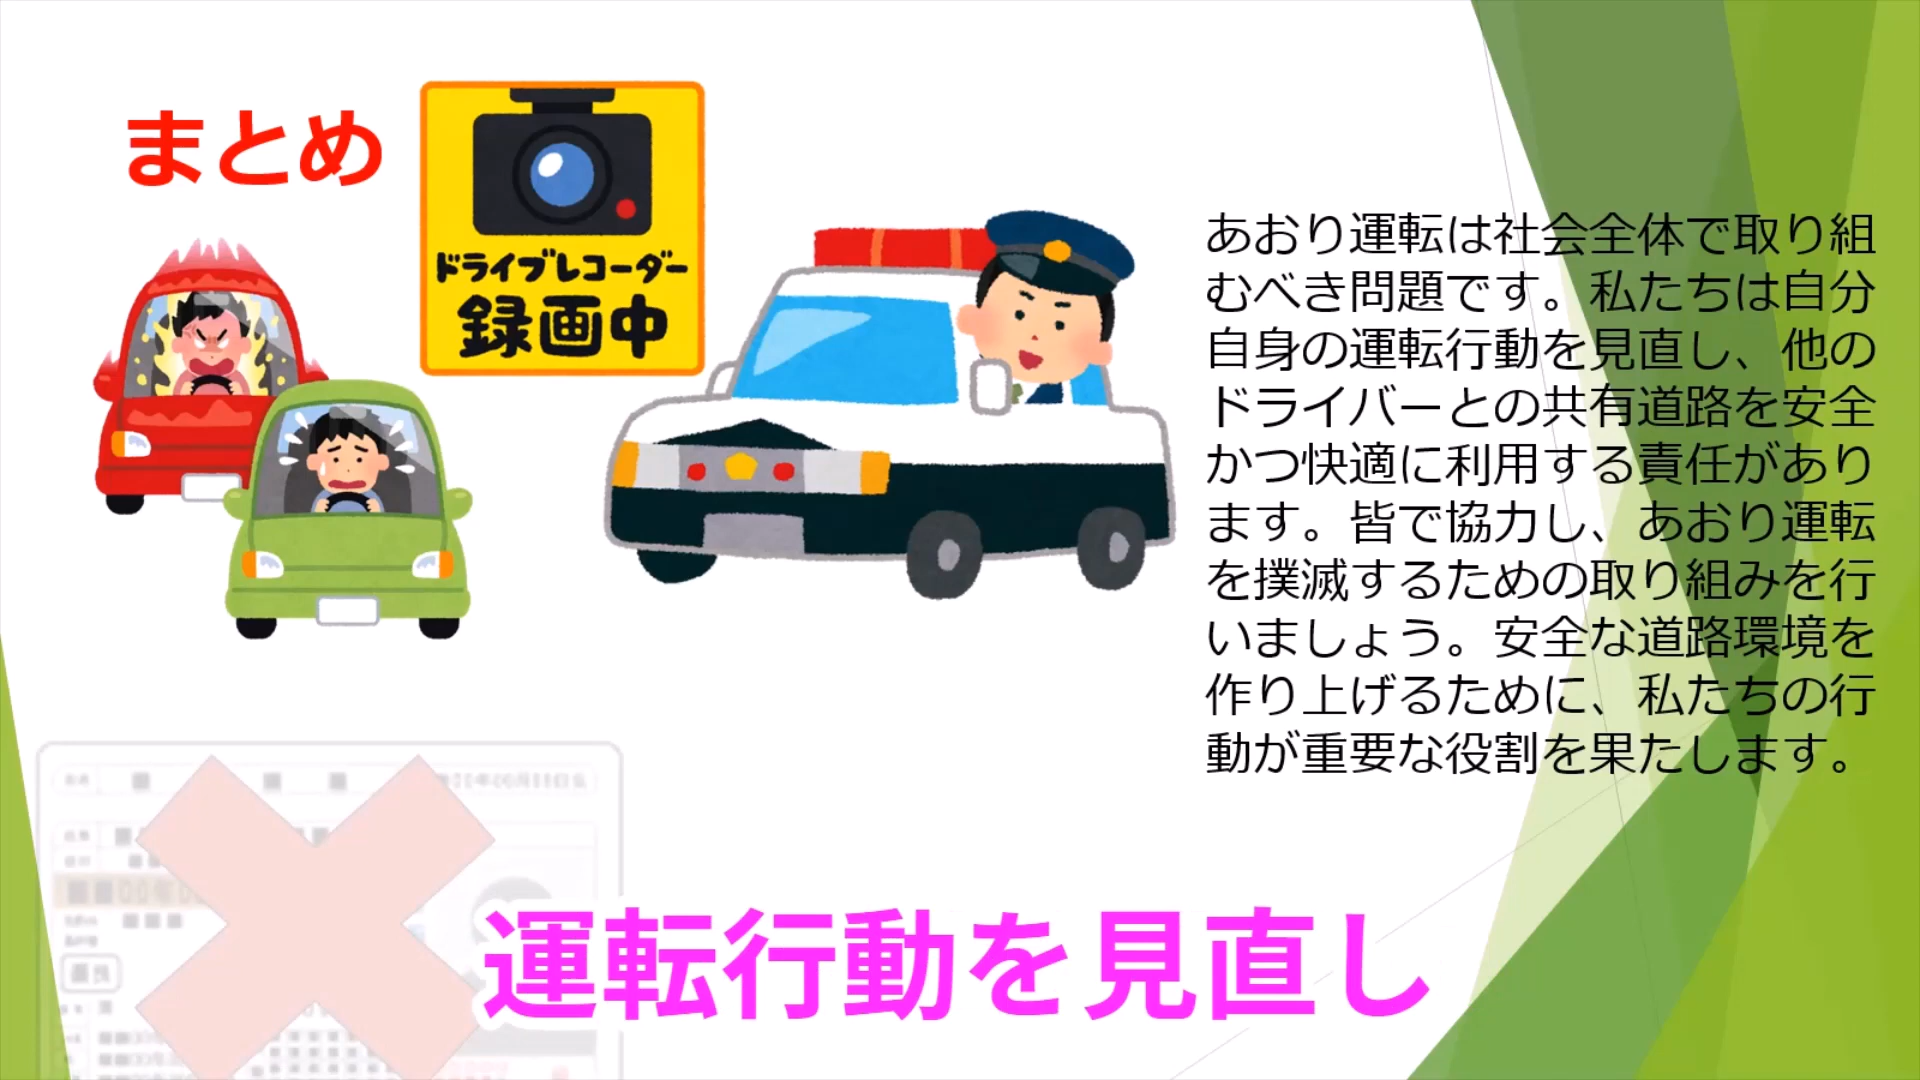 まとめ
ドライブレコーダー
録画中
あおり運転は社会全体で取り組
むべき問題です。私たちは自分
自身の運転行動を見直し、他の
ドライバーとの共有道路を安全
かつ快適に利用する責任があり
ます。皆で協力し、あおり運転
を撲滅するための取り組みを行
いましょう。安全な道路環境を
作り上げるために、私たちの行
動が重要な役割を果たします。
運転行動を見直し